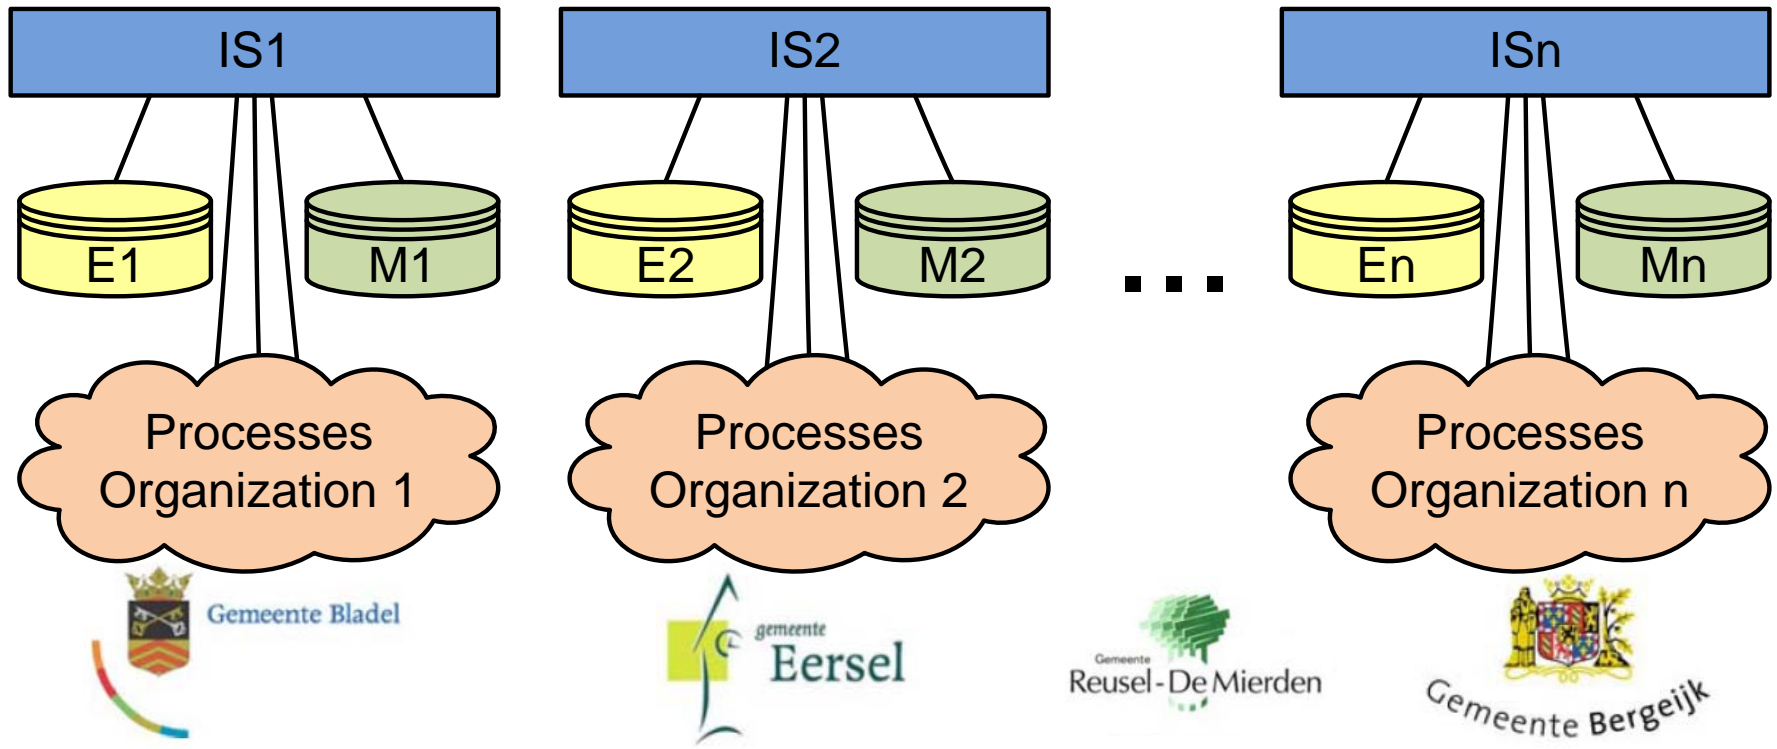 IS1
IS2
ISn
E1
M1
E2
M2
...
En
Mn
Processes
Organization 1
Processes
Organization 2
Processes
Organization n
Gemeente Bladel
gemeente
Eersel
Gemeente
Reusel-De Mierden
Gemeente Bergeijk